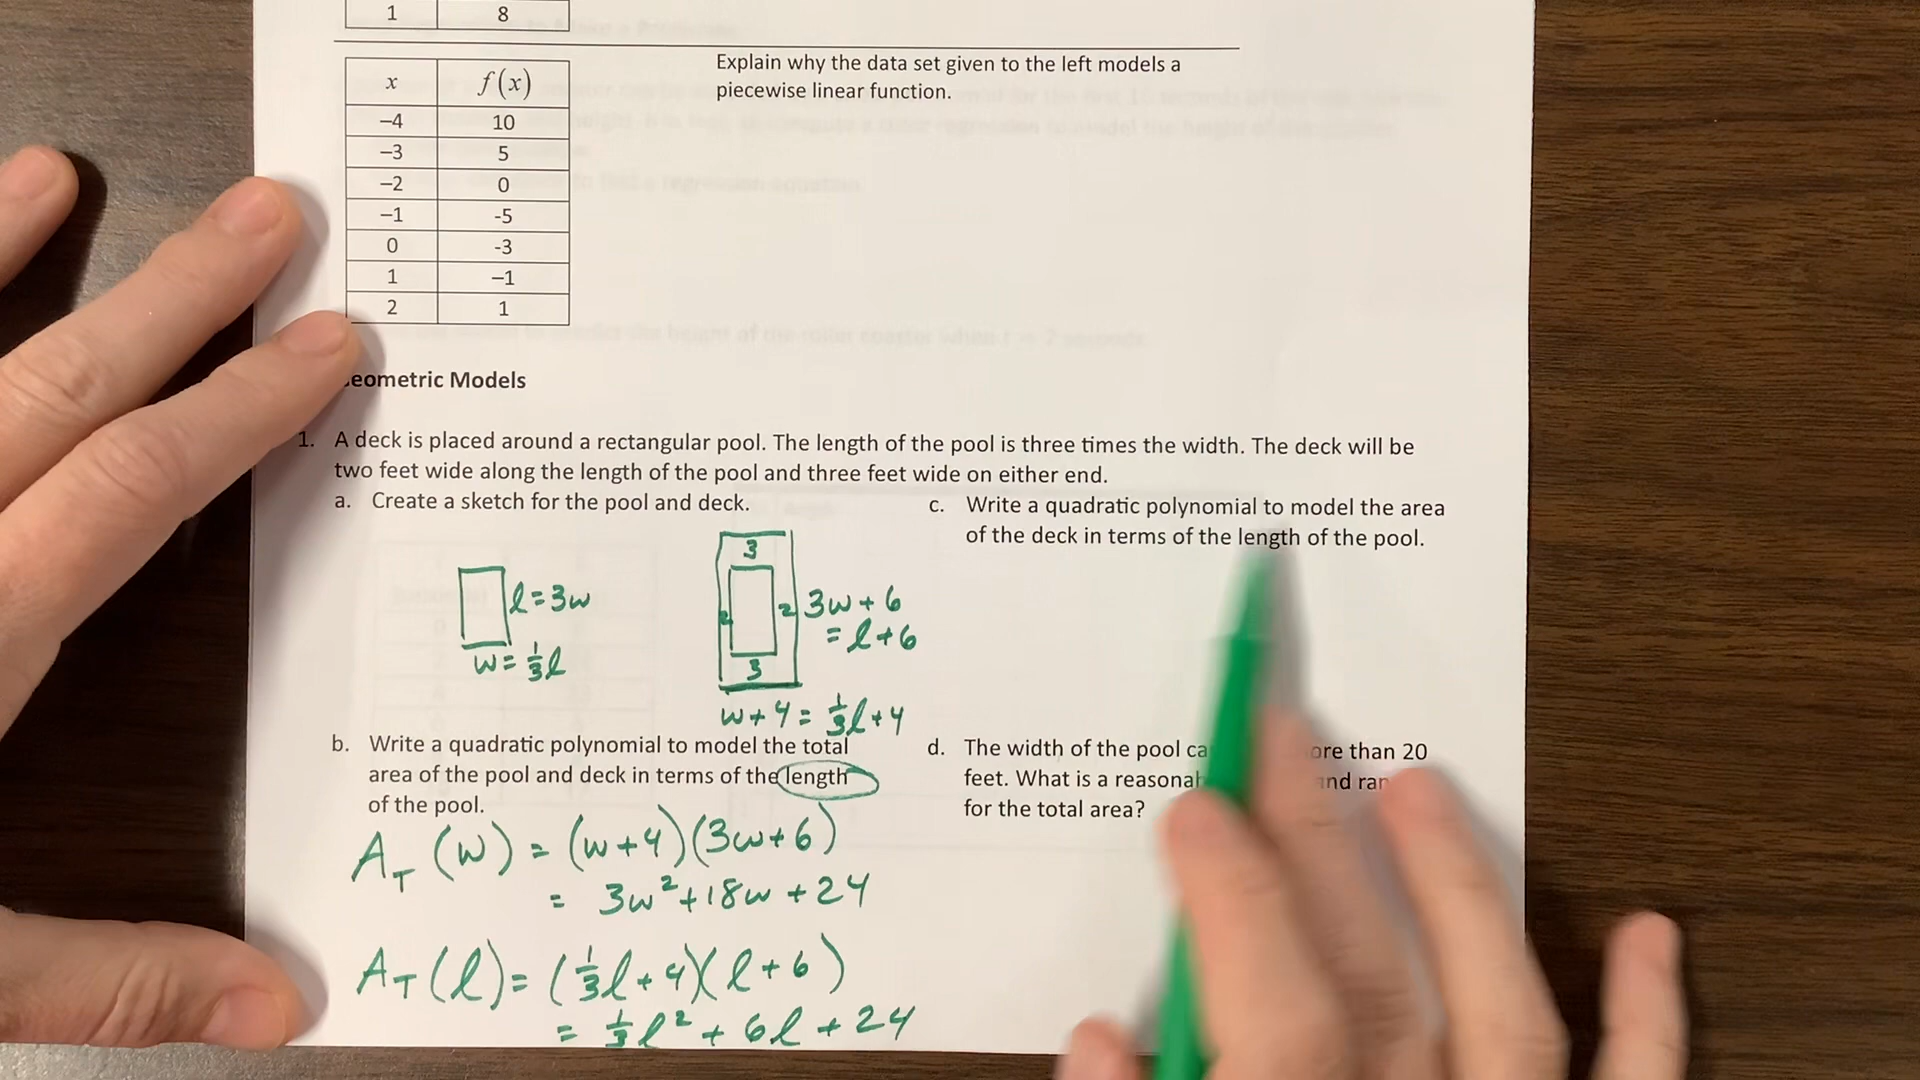 1 8
Explain why the data set given to the left models a
piecewise linear function.
x f(x)
–4 10
–3 5
–2 0
–1 -5
0 -3
1 –1
2 1
eometric Models
1. A deck is placed around a rectangular pool. The length of the pool is three times the width. The deck will be
two feet wide along the length of the pool and three feet wide on either end.
a. Create a sketch for the pool and deck.
l = 3w
w = 1/3 l
3
2 2
3
3w + 6
= l + 6
w + 4 = 1/3 l + 4
b. Write a quadratic polynomial to model the total
area of the pool and deck in terms of the length
of the pool.
A_T (w) = (w+4)(3w+6)
= 3w² + 18w + 24
A_T (l) = (1/3 l + 4)(l + 6)
= 1/3 l² + 6l + 24
c. Write a quadratic polynomial to model the area
of the deck in terms of the length of the pool.
d. The width of the pool ore than 20
feet. What is a nd
for the total area?